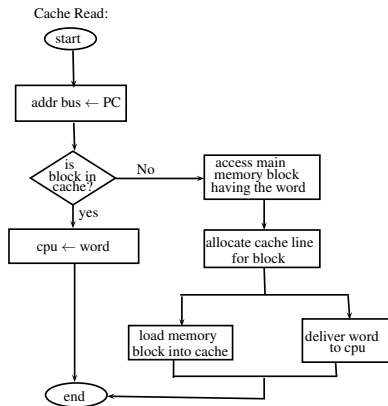 Cache Read:
start
addr bus ← PC
is
block in
cache?
No
yes
access main
memory block
having the word
cpu ← word
allocate cache line
for block
load memory
block into cache
deliver word
to cpu
end